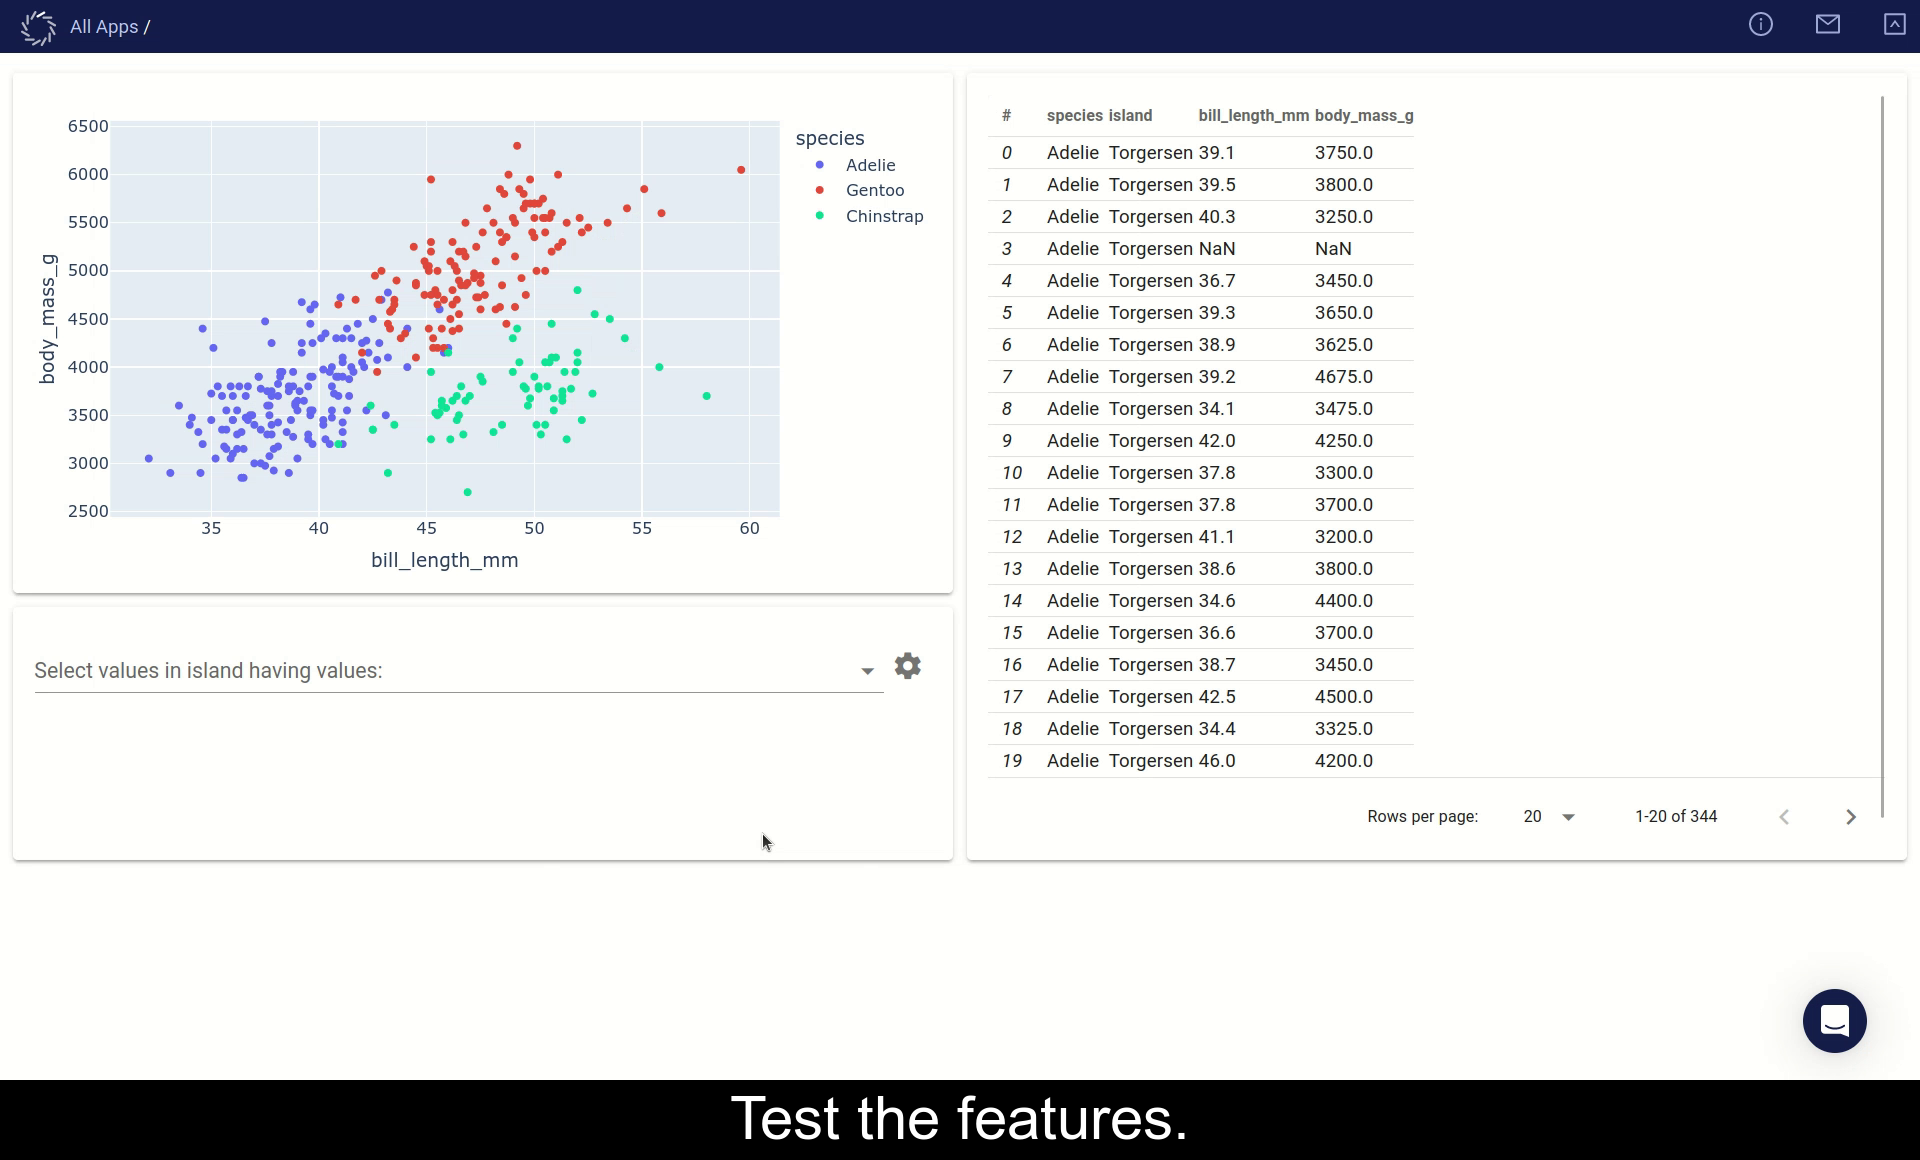 All Apps /
6500
6000
5500
5000
4500
4000
3500
3000
2500
35 40 45 50 55 60
bill_length_mm
body_mass_g
species
Adelie
Gentoo
Chinstrap
Select values in island having values:
# species island bill_length_mm body_mass_g
0 Adelie Torgersen 39.1 3750.0
1 Adelie Torgersen 39.5 3800.0
2 Adelie Torgersen 40.3 3250.0
3 Adelie Torgersen NaN NaN
4 Adelie Torgersen 36.7 3450.0
5 Adelie Torgersen 39.3 3650.0
6 Adelie Torgersen 38.9 3625.0
7 Adelie Torgersen 39.2 4675.0
8 Adelie Torgersen 34.1 3475.0
9 Adelie Torgersen 42.0 4250.0
10 Adelie Torgersen 37.8 3300.0
11 Adelie Torgersen 37.8 3700.0
12 Adelie Torgersen 41.1 3200.0
13 Adelie Torgersen 38.6 3800.0
14 Adelie Torgersen 34.6 4400.0
15 Adelie Torgersen 36.6 3700.0
16 Adelie Torgersen 38.7 3450.0
17 Adelie Torgersen 42.5 4500.0
18 Adelie Torgersen 34.4 3325.0
19 Adelie Torgersen 46.0 4200.0
Rows per page: 20 1-20 of 344
Test the features.